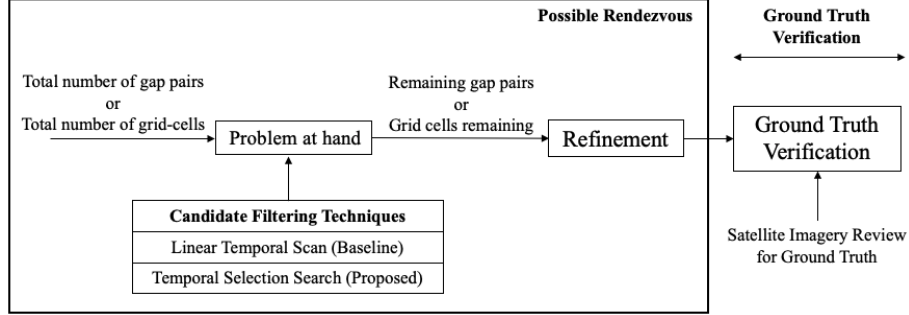 Possible Rendezvous
Ground Truth
Verification
Total number of gap pairs
or
Total number of grid-cells
Problem at hand
Remaining gap pairs
or
Grid cells remaining
Refinement
Ground Truth
Verification
Candidate Filtering Techniques
Linear Temporal Scan (Baseline)
Temporal Selection Search (Proposed)
Satellite Imagery Review
for Ground Truth